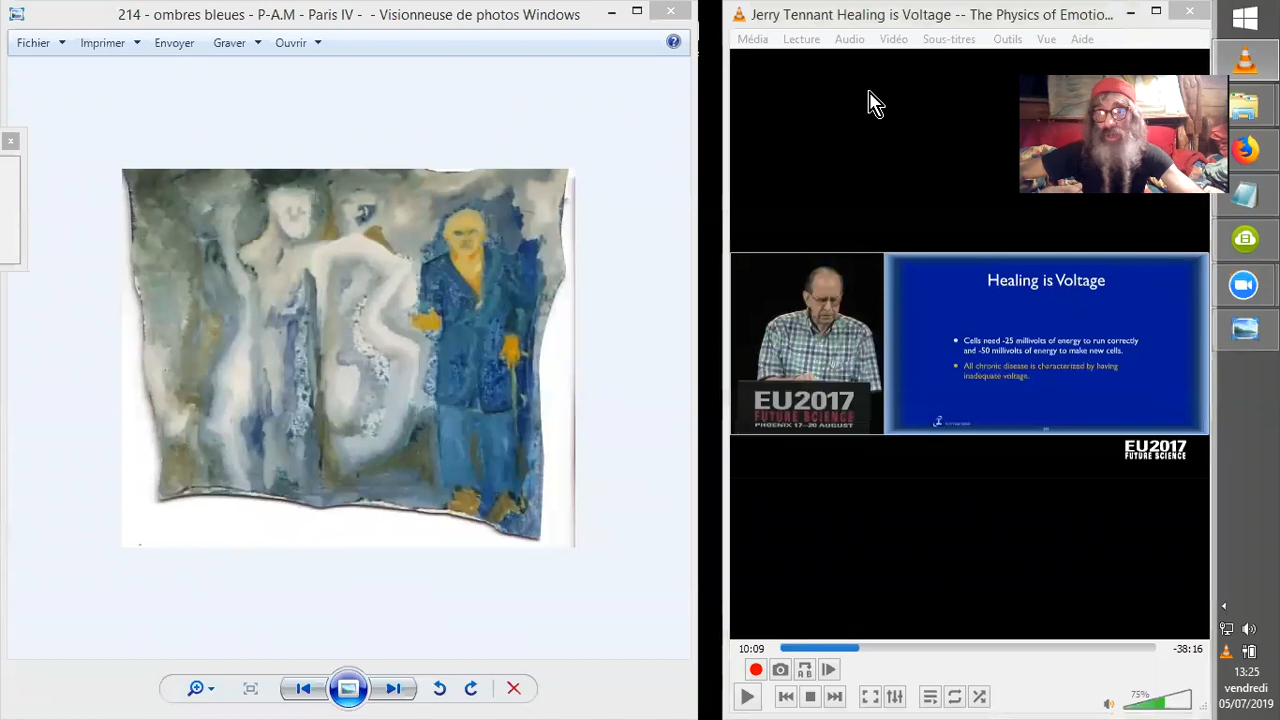 214 - ombres bleues - P-A.M - Paris IV - - Visionneuse de photos Windows
Fichier Imprimer Envoyer Graver Ouvrir
Jerry Tennant Healing is Voltage -- The Physics of Emotio...
Média Lecture Audio Vidéo Sous-titres Outils Vue Aide
Healing is Voltage
Cells need -25 millivolts of energy to run correctly
and -50 millivolts of energy to make new cells.
All chronic disease is characterized by having
inadequate voltage.
EU2017
FUTURE SCIENCE
PHOENIX 17–20 AUGUST
EU2017
FUTURE SCIENCE
10:09
-38:16
A B
75%
13:25
vendredi
05/07/2019